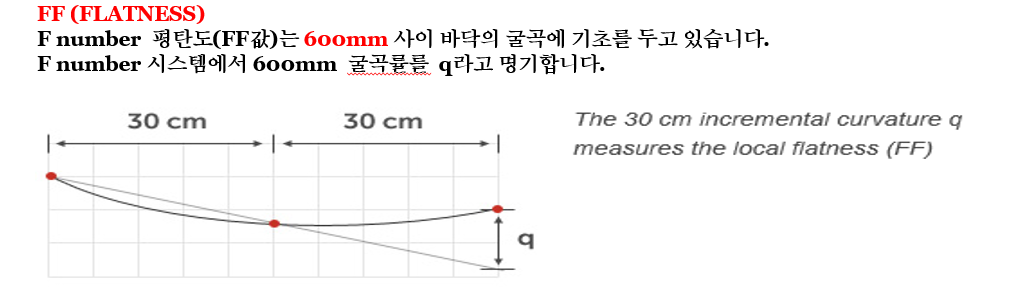 FF (FLATNESS)
F number 평탄도(FF값)는 600mm 사이 바닥의 굴곡에 기초를 두고 있습니다.
F number 시스템에서 600mm 굴곡률를 q라고 명기합니다.
30 cm 30 cm
The 30 cm incremental curvature q
measures the local flatness (FF)
q